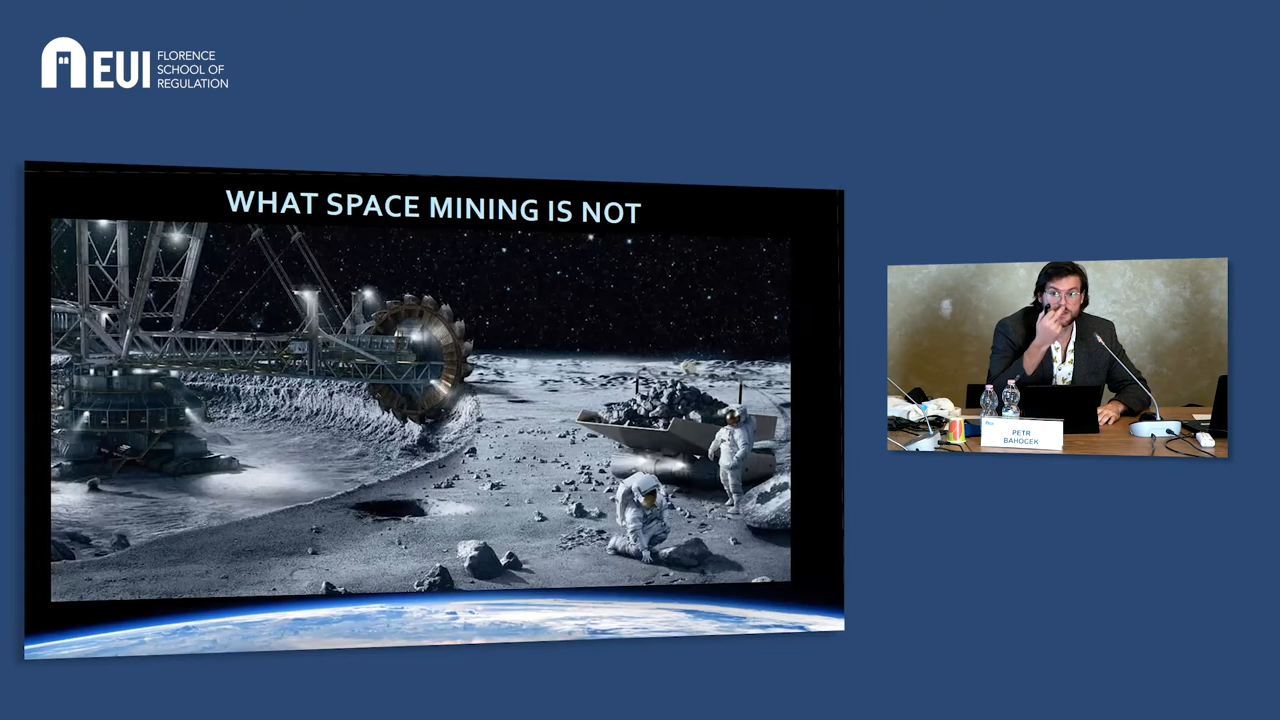 EUI
FLORENCE
SCHOOL OF
REGULATION
WHAT SPACE MINING IS NOT
PETR
BAHOCEK